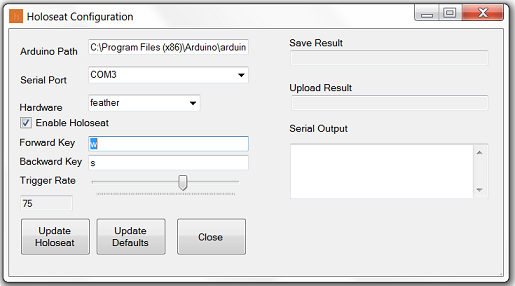 Holoseat Configuration
Arduino Path
C:\Program Files (x86)\Arduino\arduin
Serial Port
COM3
Hardware
feather
Enable Holoseat
Forward Key
w
Backward Key
s
Trigger Rate
75
Update
Holoseat
Update
Defaults
Close
Save Result
Upload Result
Serial Output